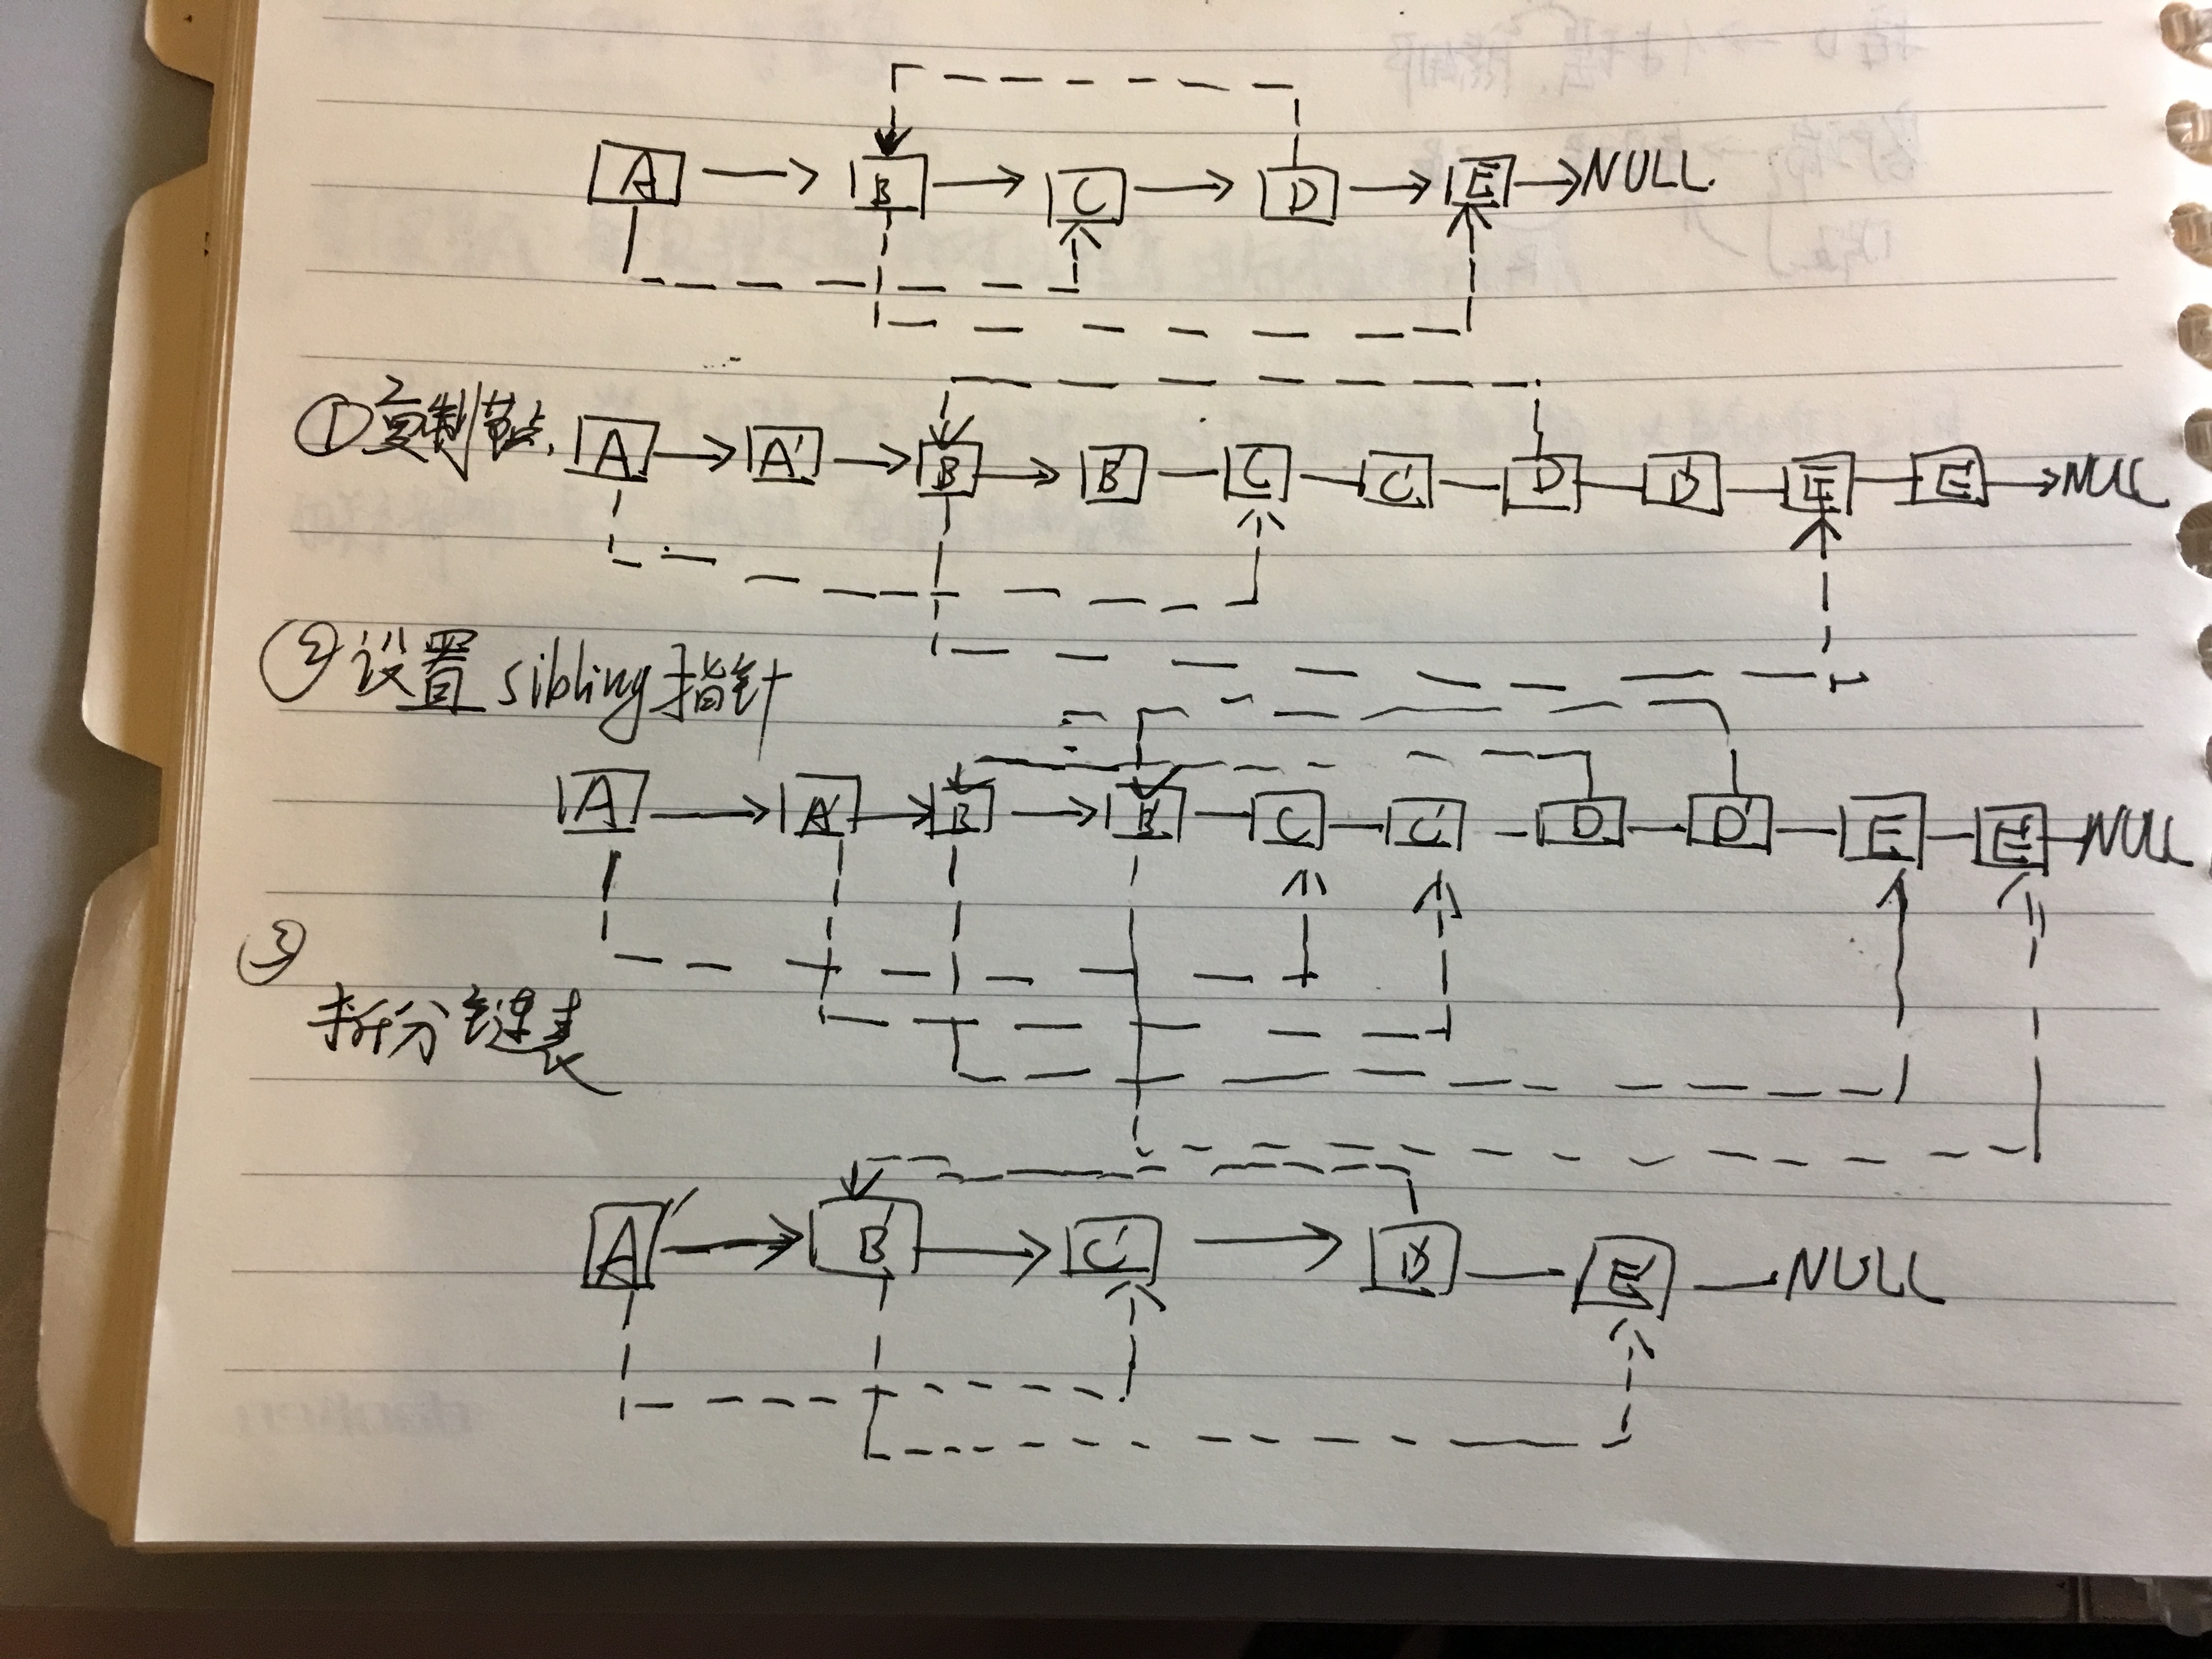 A → B → C → D → E → NULL
① 复制节点. A → A' → B → B' - C - C' - D - D' - E - E' → NULL
② 设置 sibling 指针
A → A' → B → B' - C - C' - D - D' - E - E' → NULL
③ 拆分链表
A' → B' → C' → D' - E' - NULL